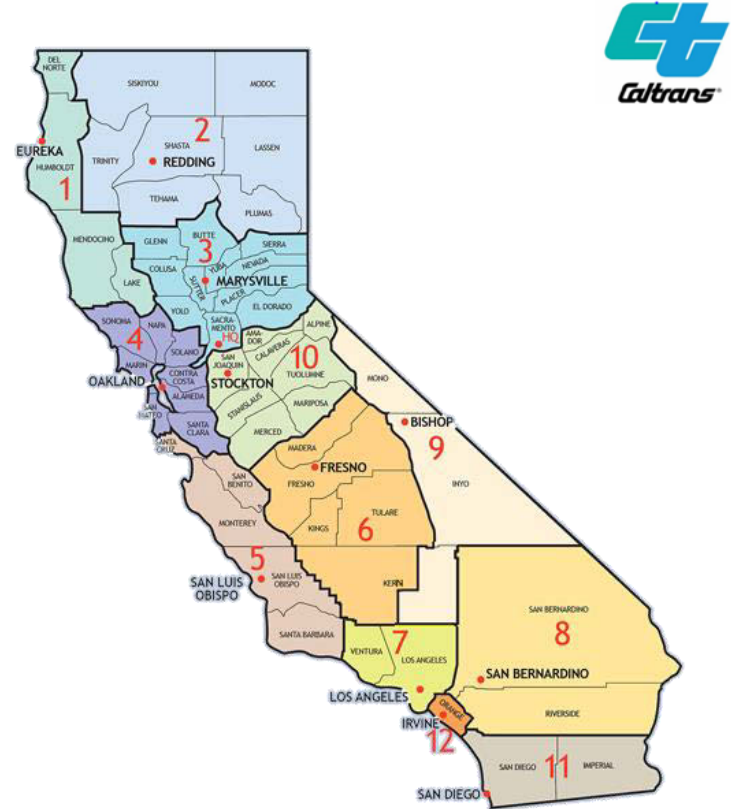 Caltrans
DEL
NORTE
SISKIYOU
MODOC
2
SHASTA
EUREKA
HUMBOLDT
TRINITY
REDDING
LASSEN
1
TEHAMA
PLUMAS
MENDOCINO
GLENN
BUTTE
3
SIERRA
COLUSA
YUBA
NEVADA
LAKE
SUTTER
MARYSVILLE
PLACER
YOLO
EL DORADO
SONOMA
NAPA
4
SACRA-
MENTO
HQ
AMA-
DOR
ALPINE
SOLANO
CALAVERAS
MARIN
SAN
JOAQUIN
10
TUOLUMNE
OAKLAND
CONTRA
COSTA
STOCKTON
MONO
ALAMEDA
STANISLAUS
MARIPOSA
SAN
MATEO
SANTA
CLARA
MERCED
BISHOP
SANTA
CRUZ
MADERA
9
FRESNO
SAN
BENITO
FRESNO
INYO
MONTEREY
KINGS
TULARE
6
5
SAN LUIS
OBISPO
SAN LUIS
OBISPO
KERN
SAN BERNARDINO
SANTA BARBARA
7
8
VENTURA
LOS ANGELES
SAN BERNARDINO
LOS ANGELES
ORANGE
IRVINE
RIVERSIDE
12
SAN DIEGO
11
IMPERIAL
SAN DIEGO